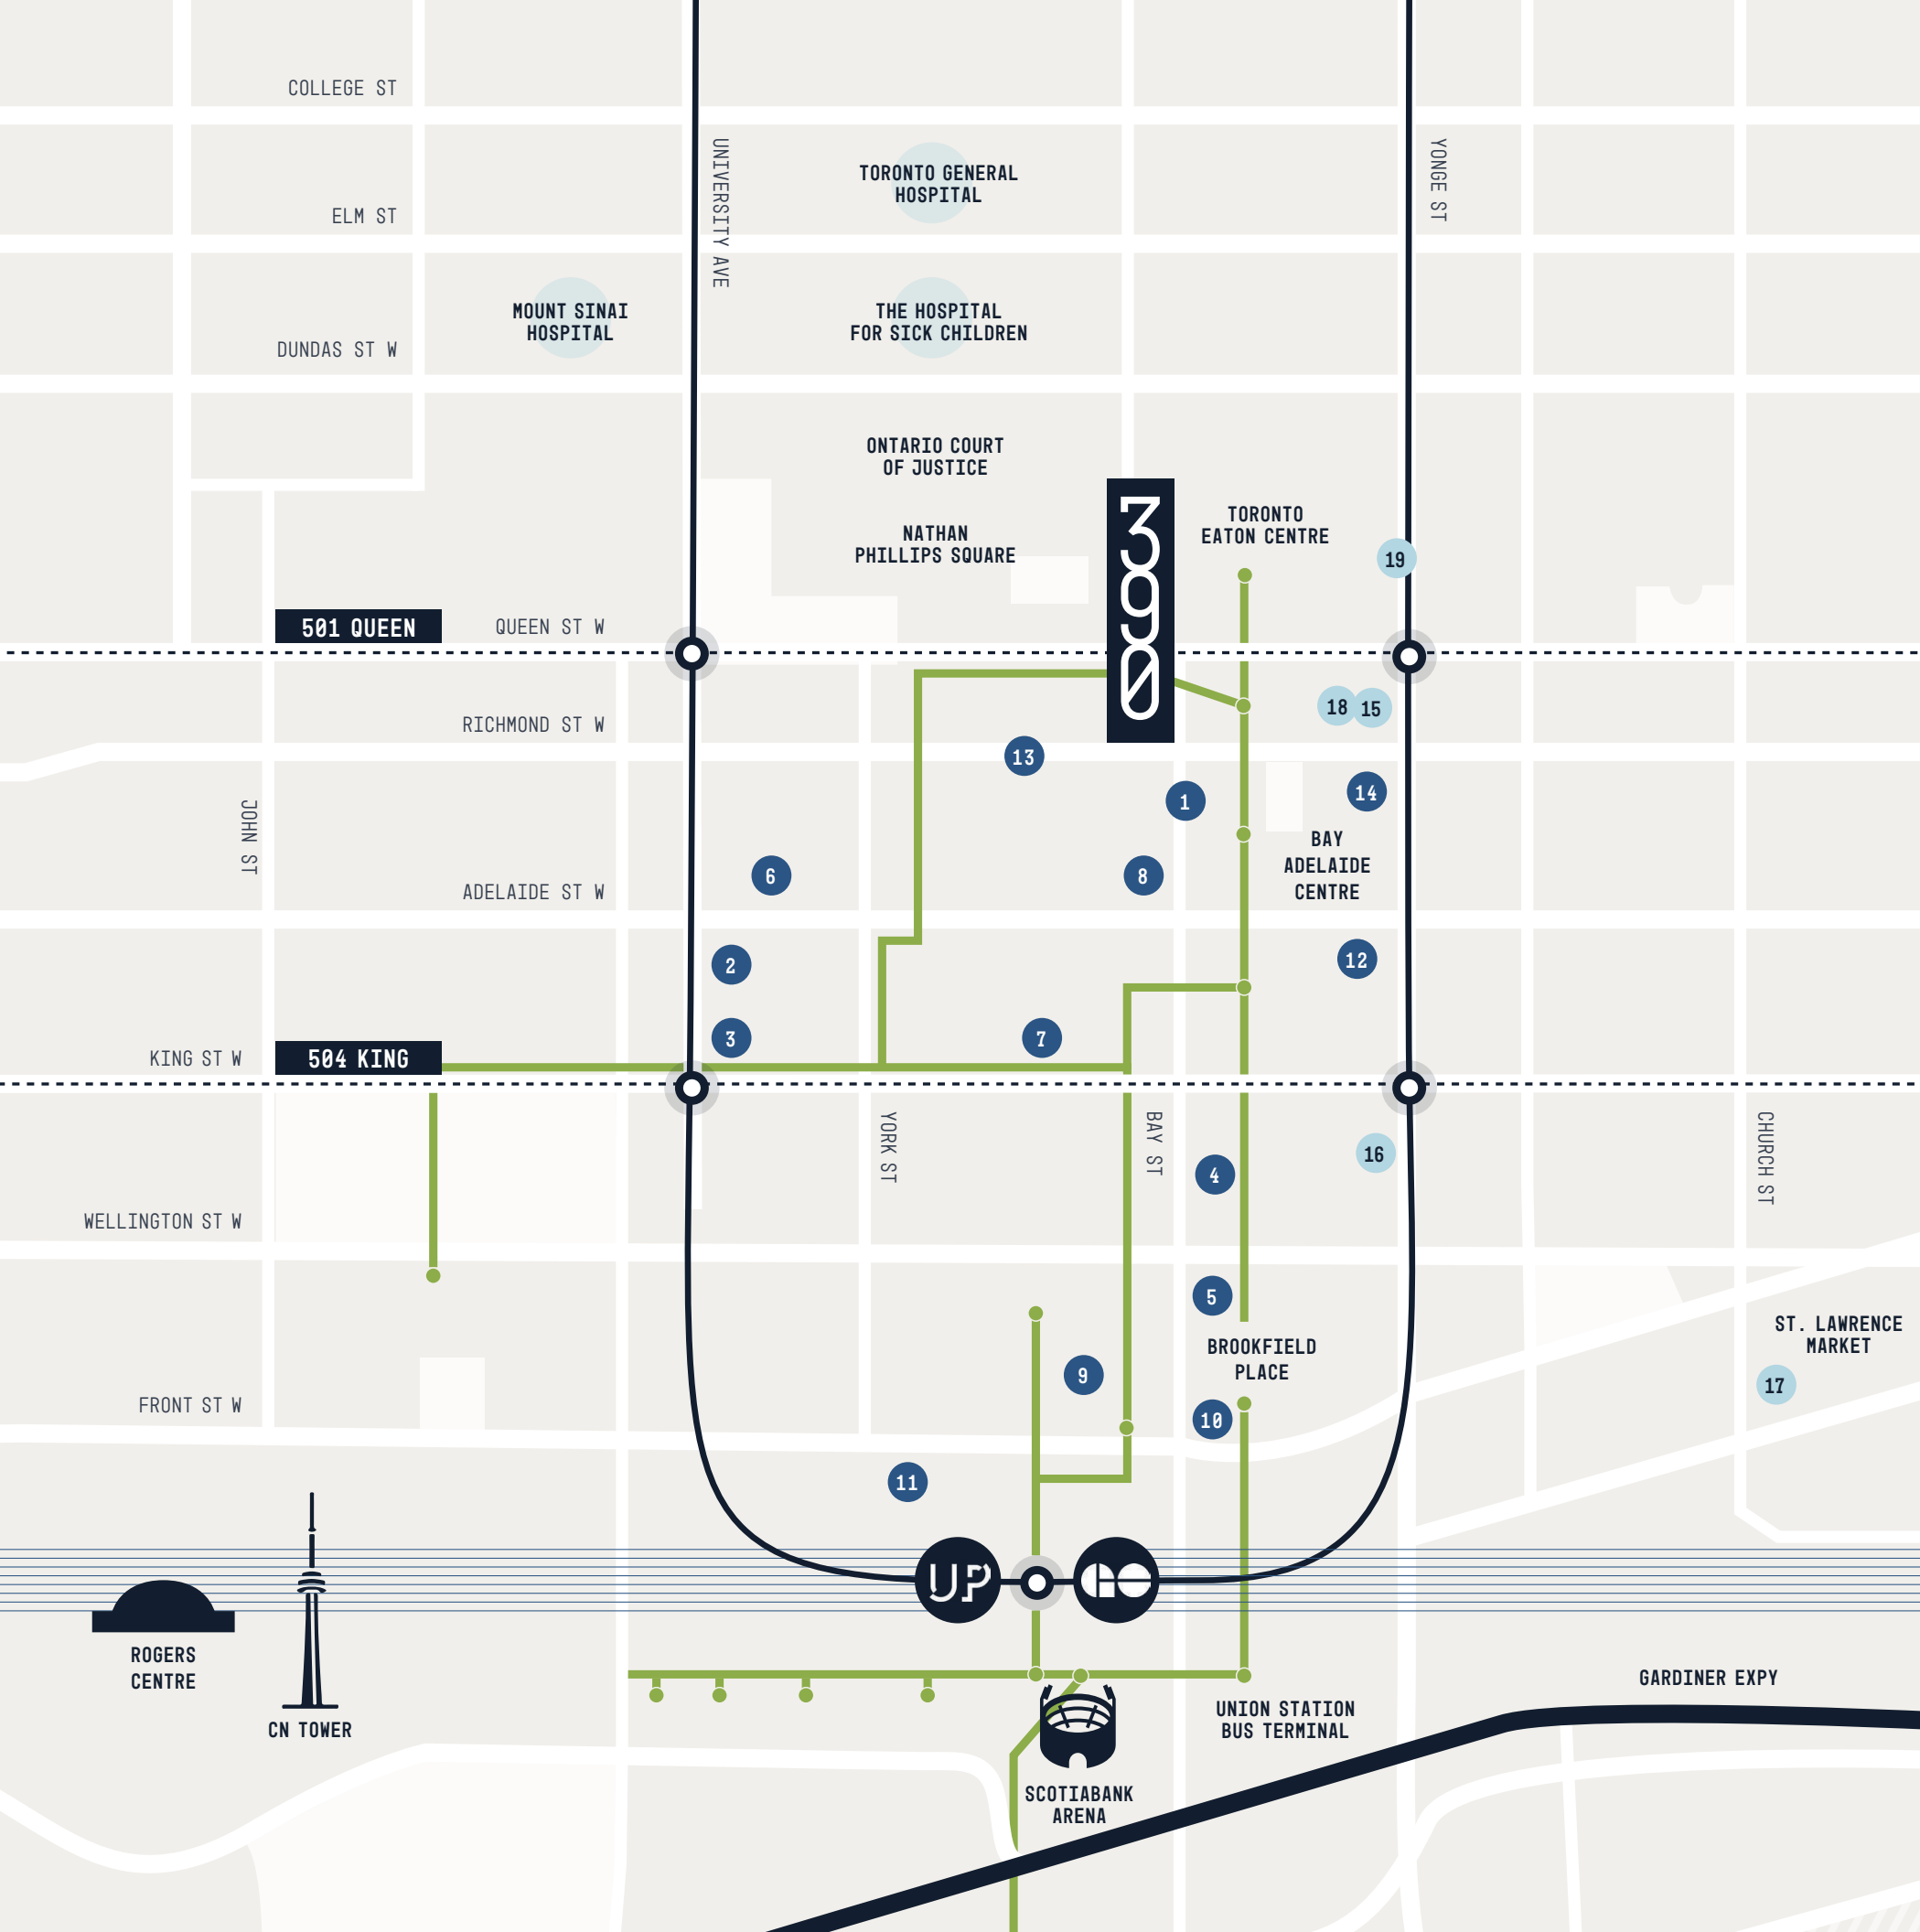 COLLEGE ST
UNIVERSITY AVE
YONGE ST
TORONTO GENERAL
HOSPITAL
ELM ST
MOUNT SINAI
HOSPITAL
THE HOSPITAL
FOR SICK CHILDREN
DUNDAS ST W
ONTARIO COURT
OF JUSTICE
NATHAN
PHILLIPS SQUARE
390
TORONTO
EATON CENTRE
19
501 QUEEN
QUEEN ST W
18
15
RICHMOND ST W
13
1
14
JOHN ST
BAY
ADELAIDE
CENTRE
6
8
ADELAIDE ST W
2
12
3
7
KING ST W
504 KING
YORK ST
BAY ST
CHURCH ST
16
4
WELLINGTON ST W
5
ST. LAWRENCE
MARKET
BROOKFIELD
PLACE
9
17
FRONT ST W
10
11
UP
GO
ROGERS
CENTRE
CN TOWER
GARDINER EXPY
UNION STATION
BUS TERMINAL
SCOTIABANK
ARENA